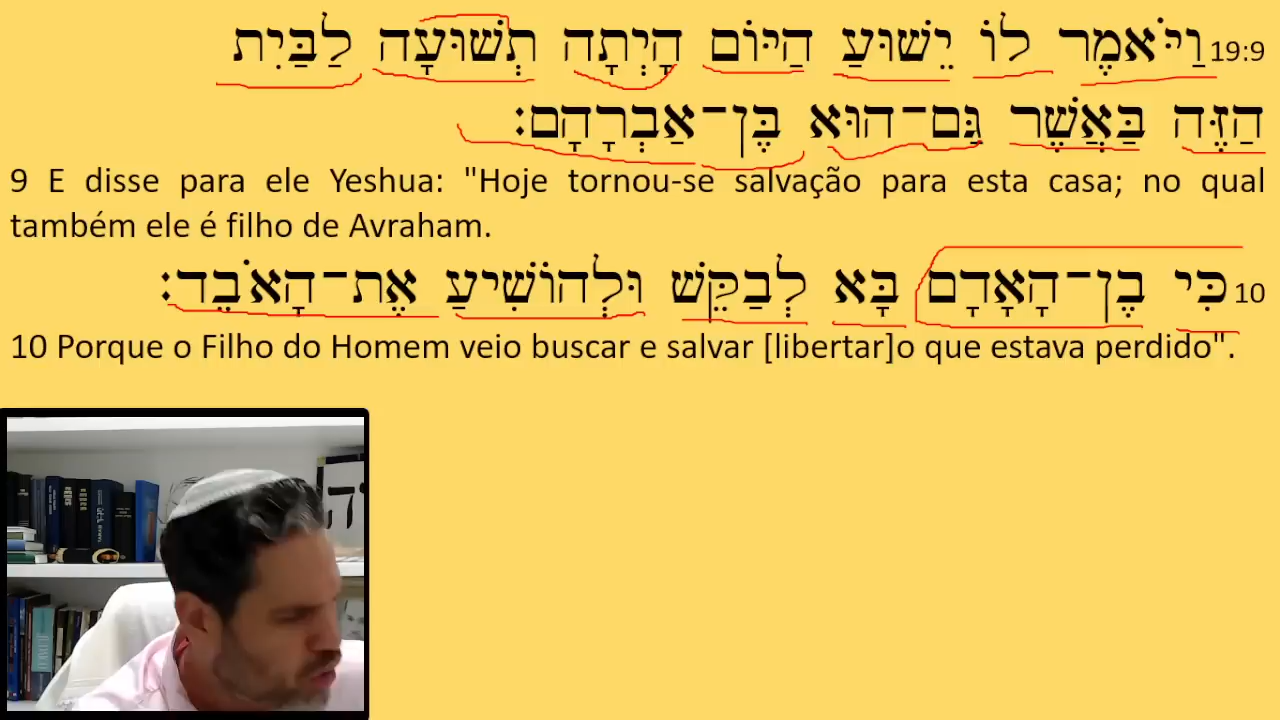 19:9 וַיֹּאמֶר לוֹ יֵשׁוּעַ הַיּוֹם הָיְתָה תְשׁוּעָה לַבַּיִת
הַזֶּה בַּאֲשֶׁר גַּם־הוּא בֶּן־אַבְרָהָם׃
9 E disse para ele Yeshua: "Hoje tornou-se salvação para esta casa; no qual
também ele é filho de Avraham.
10 כִּי בֶן־הָאָדָם בָּא לְבַקֵּשׁ וּלְהוֹשִׁיעַ אֶת־הָאֹבֵד׃
10 Porque o Filho do Homem veio buscar e salvar [libertar]o que estava perdido".